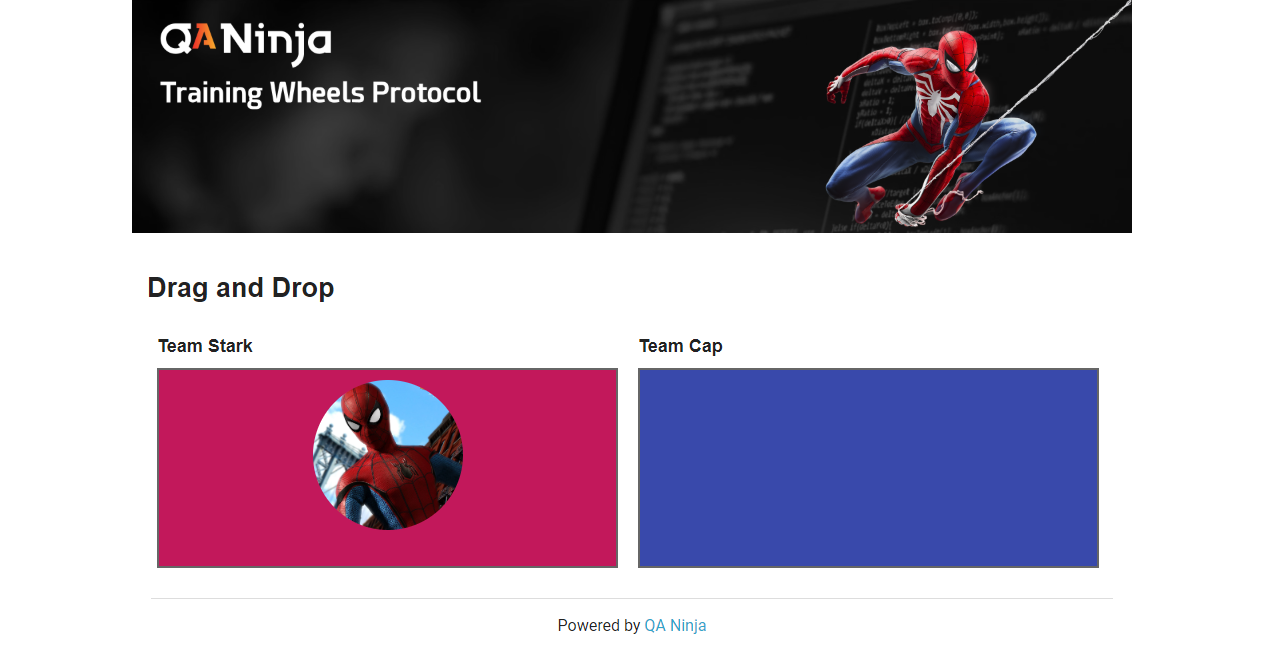 QA Ninja
Training Wheels Protocol
Drag and Drop
Team Stark
Team Cap
Powered by QA Ninja